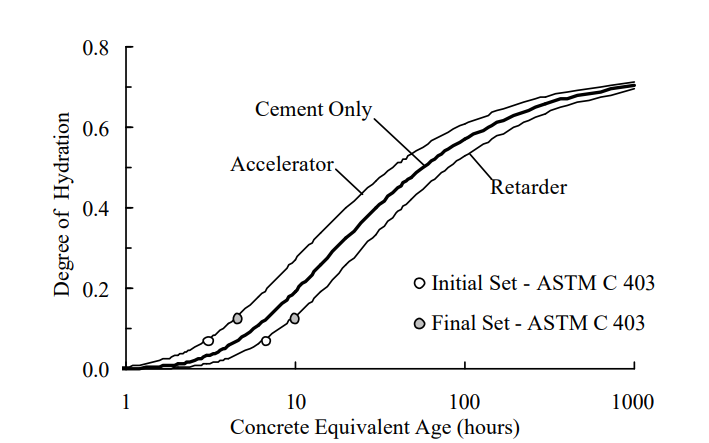 0.8
Cement Only
0.6
Accelerator
Retarder
Degree of Hydration
0.4
Initial Set - ASTM C 403
0.2
Final Set - ASTM C 403
0.0
1 10 100 1000
Concrete Equivalent Age (hours)